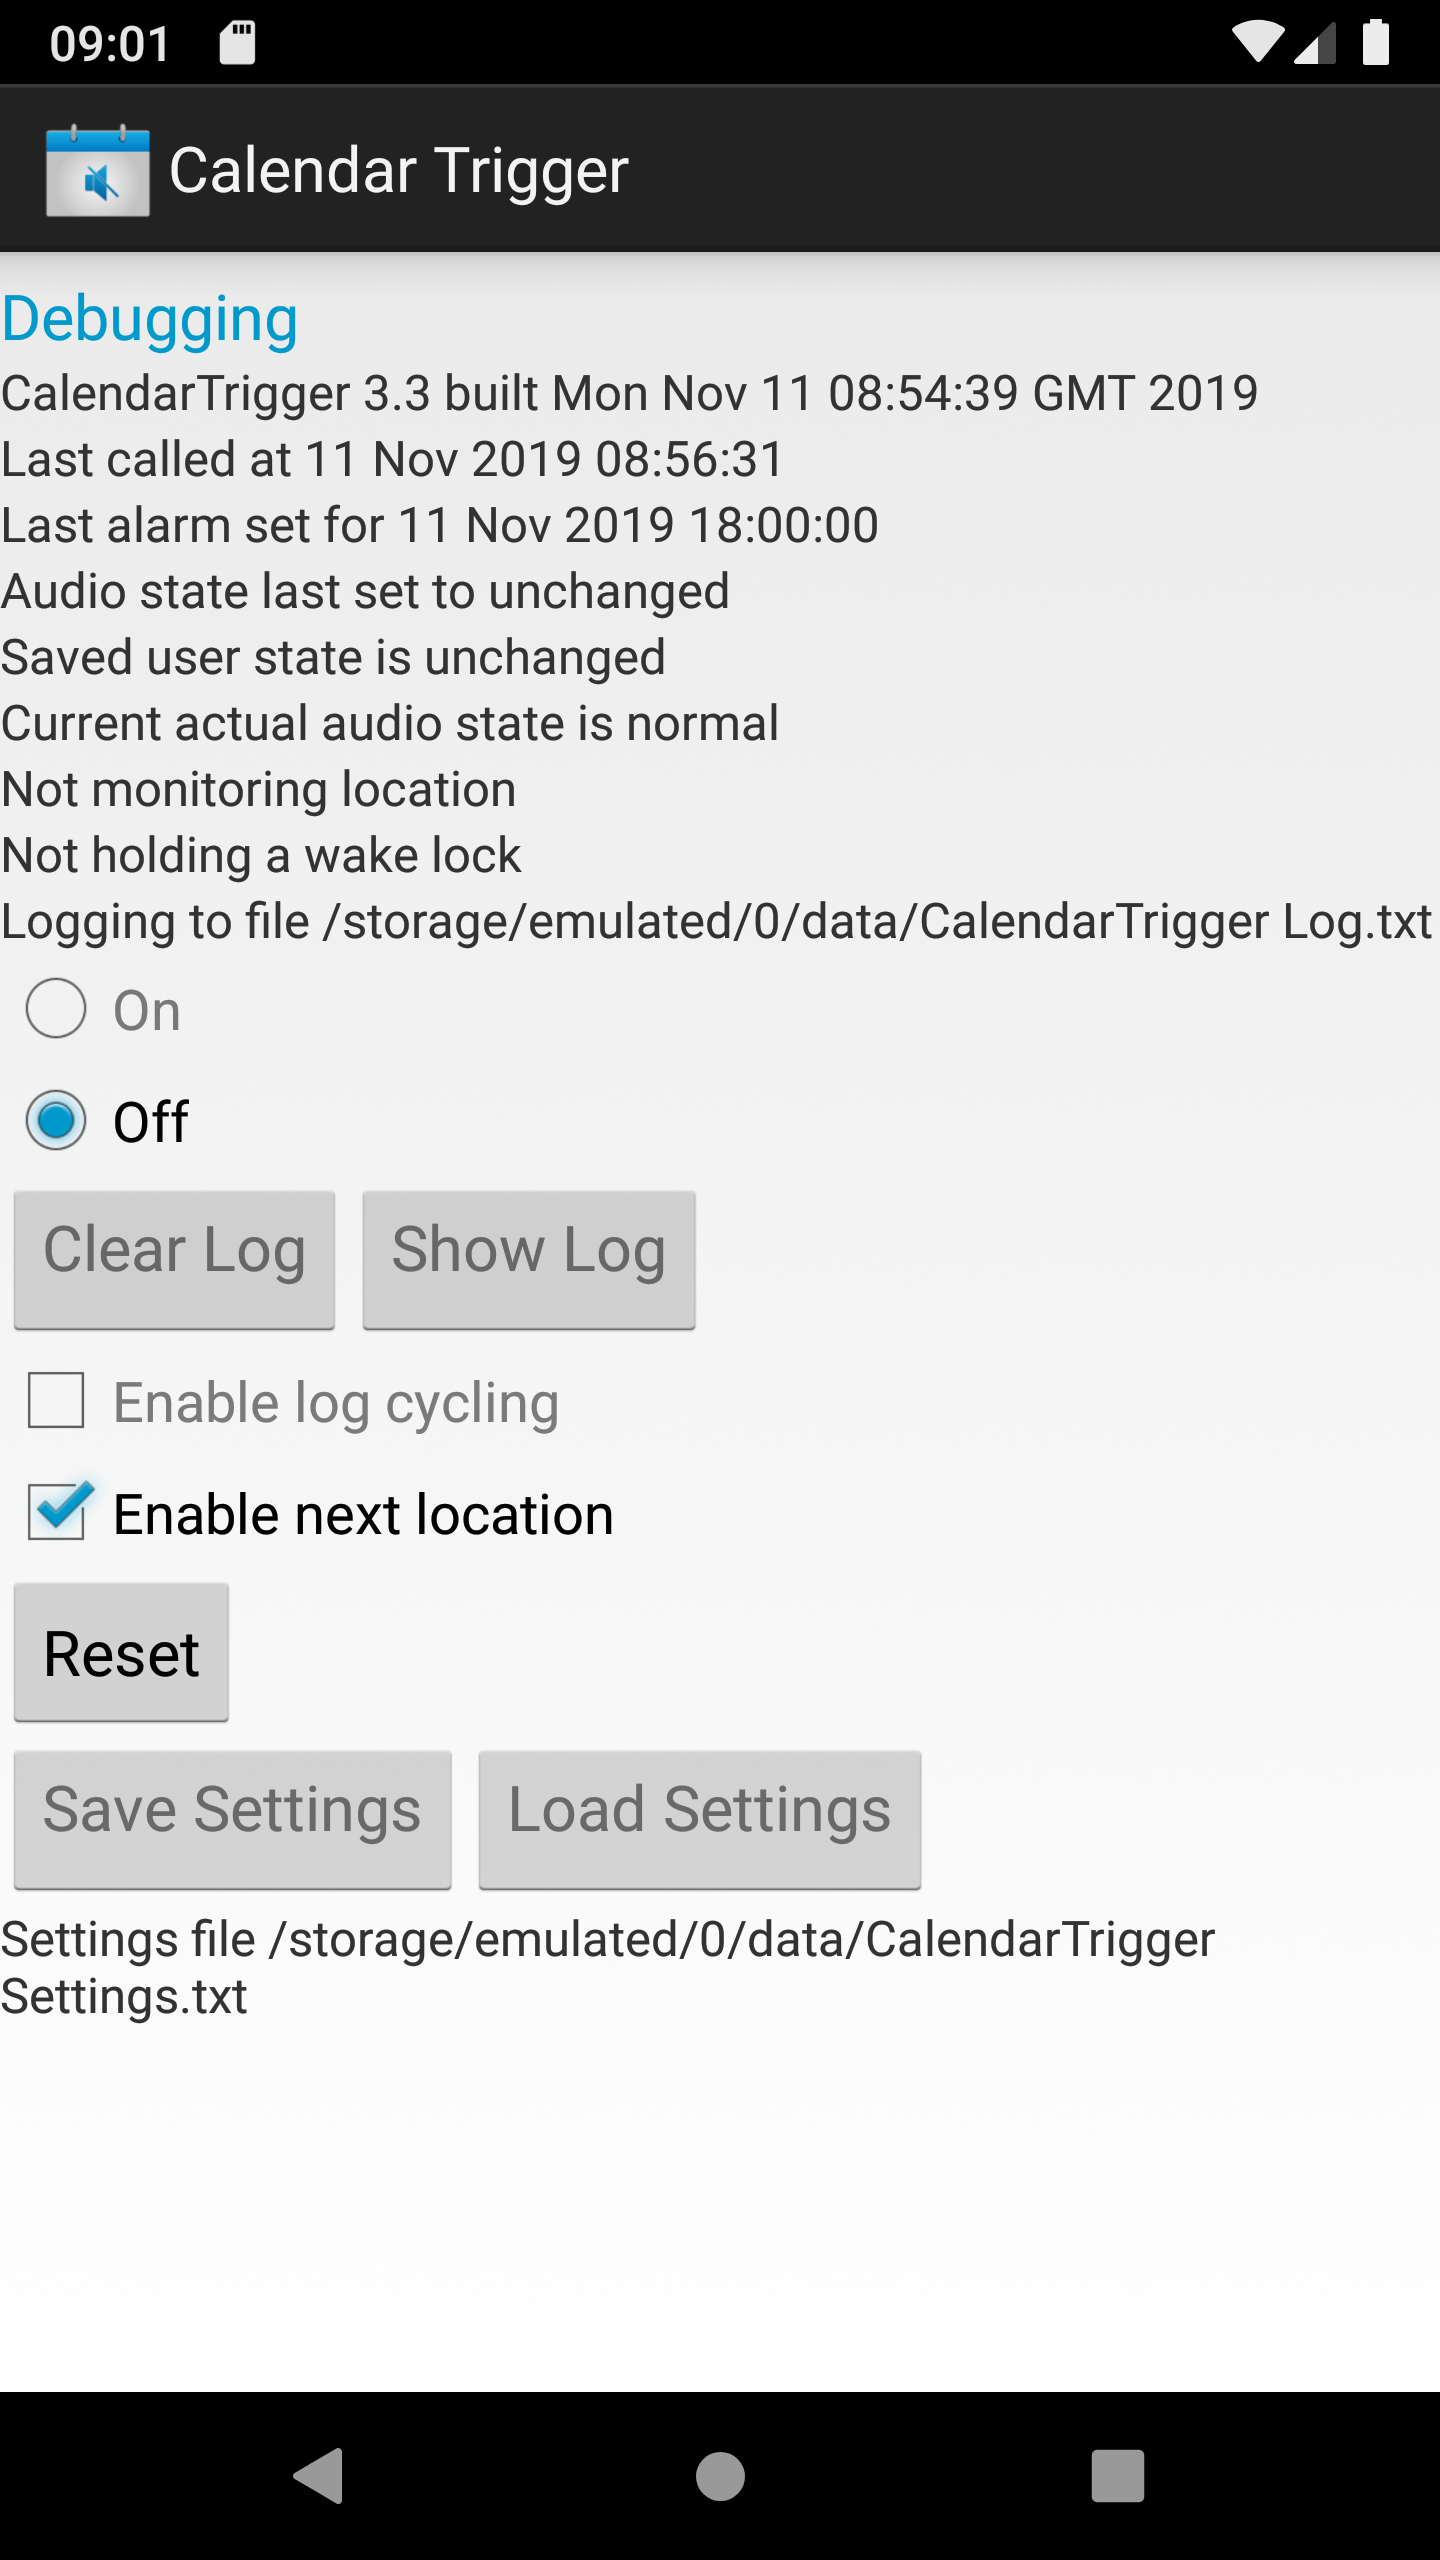 09:01
Calendar Trigger
Debugging
CalendarTrigger 3.3 built Mon Nov 11 08:54:39 GMT 2019
Last called at 11 Nov 2019 08:56:31
Last alarm set for 11 Nov 2019 18:00:00
Audio state last set to unchanged
Saved user state is unchanged
Current actual audio state is normal
Not monitoring location
Not holding a wake lock
Logging to file /storage/emulated/0/data/CalendarTrigger Log.txt
On
Off
Clear Log Show Log
Enable log cycling
Enable next location
Reset
Save Settings Load Settings
Settings file /storage/emulated/0/data/CalendarTrigger
Settings.txt